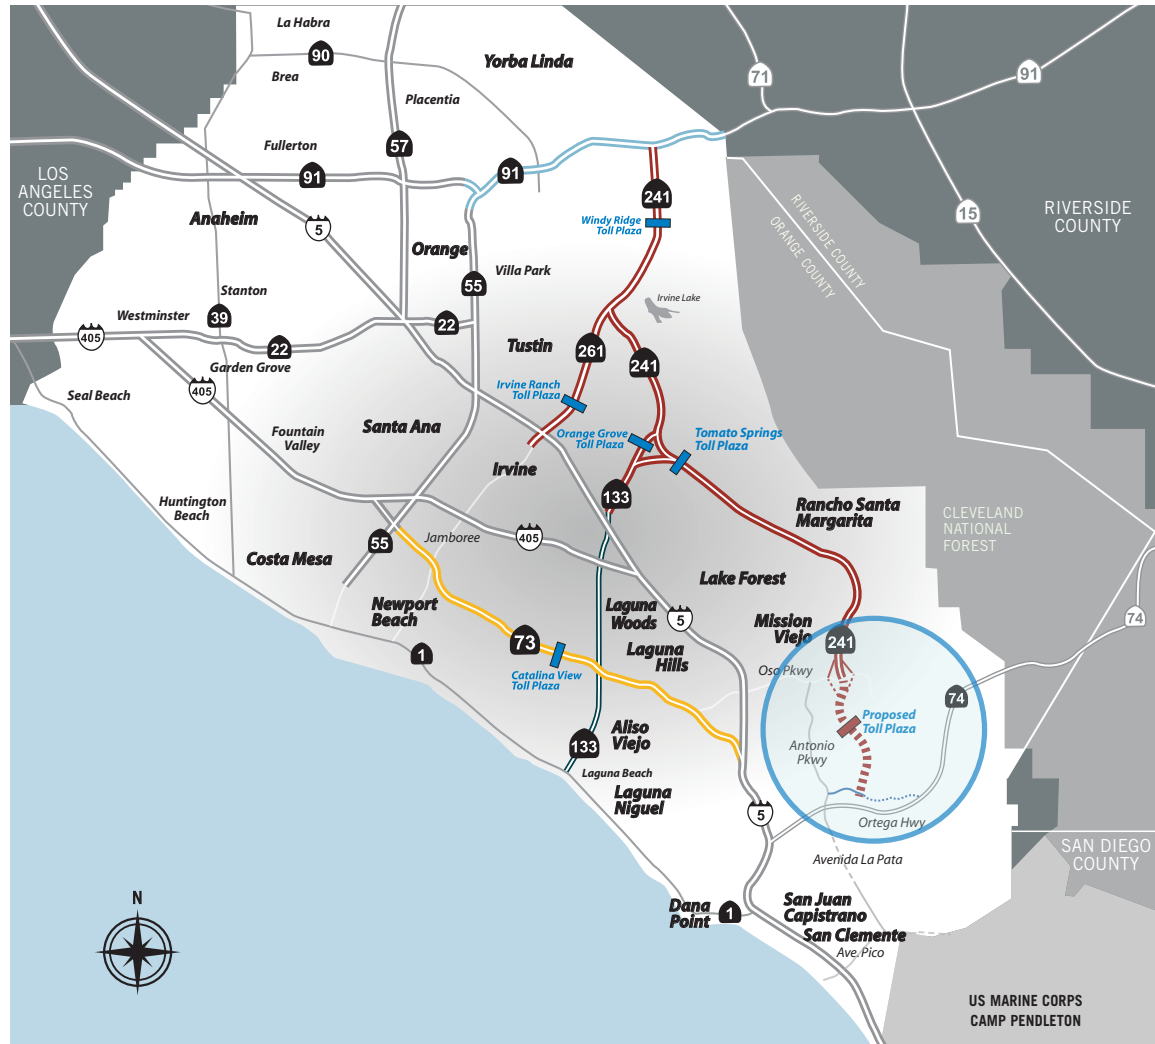 La Habra
90
Yorba Linda
Brea
71
91
Placentia
57
Fullerton
91
91
LOS
ANGELES
COUNTY
241
Anaheim
5
Windy Ridge
Toll Plaza
RIVERSIDE COUNTY
ORANGE COUNTY
15
RIVERSIDE
COUNTY
Orange
Villa Park
55
Stanton
39
Irvine Lake
Westminster
405
22
22
Garden Grove
Tustin
261
241
405
Seal Beach
Irvine Ranch
Toll Plaza
Fountain
Valley
Santa Ana
Orange Grove
Toll Plaza
Tomato Springs
Toll Plaza
Irvine
133
Huntington
Beach
Rancho Santa
Margarita
CLEVELAND
NATIONAL
FOREST
55
Jamboree
405
Costa Mesa
Lake Forest
Newport
Beach
Laguna
Woods
5
Mission
Viejo
74
241
1
73
Laguna
Hills
Catalina View
Toll Plaza
Oso Pkwy
74
Proposed
Toll Plaza
Aliso
Viejo
133
Antonio
Pkwy
Laguna Beach
Laguna
Niguel
5
Ortega Hwy
SAN DIEGO
COUNTY
Avenida La Pata
Dana
Point
1
San Juan
Capistrano
San Clemente
Ave. Pico
N
US MARINE CORPS
CAMP PENDLETON